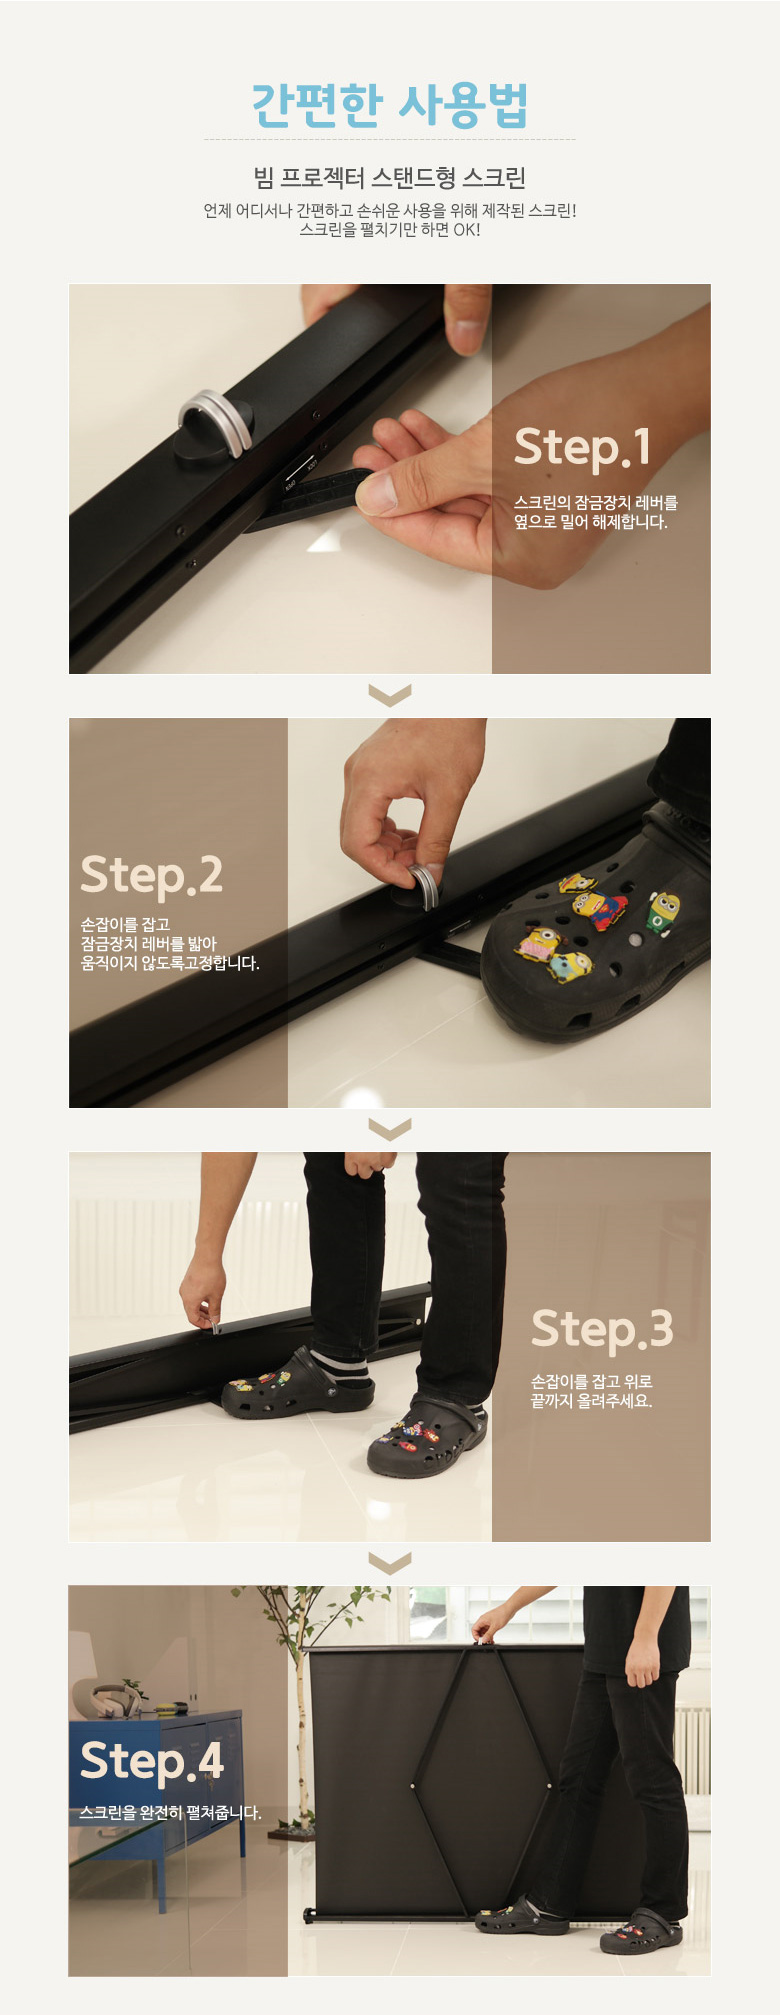 간편한 사용법
빔 프로젝터 스탠드형 스크린
언제 어디서나 간편하고 손쉬운 사용을 위해 제작된 스크린!
스크린을 펼치기만 하면 OK!
Step.1
스크린의 잠금장치 레버를
옆으로 밀어 해제합니다.
Step.2
손잡이를 잡고
잠금장치 레버를 밟아
움직이지 않도록고정합니다.
Step.3
손잡이를 잡고 위로
끝까지 올려주세요.
Step.4
스크린을 완전히 펼쳐줍니다.